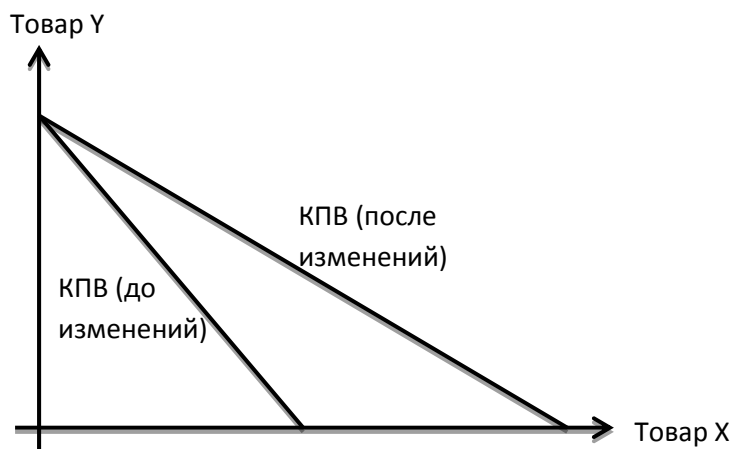 Товар Y
КПВ (после
изменений)
КПВ (до
изменений)
Товар X